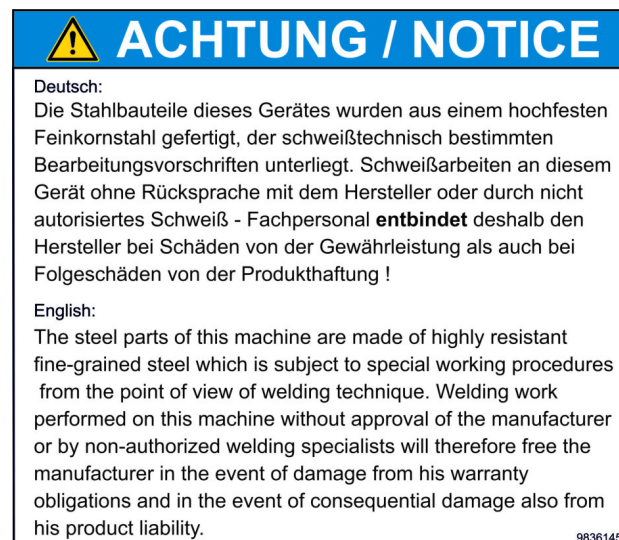 ACHTUNG / NOTICE
Deutsch:
Die Stahlbauteile dieses Gerätes wurden aus einem hochfesten
Feinkornstahl gefertigt, der schweißtechnisch bestimmten
Bearbeitungsvorschriften unterliegt. Schweißarbeiten an diesem
Gerät ohne Rücksprache mit dem Hersteller oder durch nicht
autorisiertes Schweiß - Fachpersonal entbindet deshalb den
Hersteller bei Schäden von der Gewährleistung als auch bei
Folgeschäden von der Produkthaftung !
English:
The steel parts of this machine are made of highly resistant
fine-grained steel which is subject to special working procedures
from the point of view of welding technique. Welding work
performed on this machine without approval of the manufacturer
or by non-authorized welding specialists will therefore free the
manufacturer in the event of damage from his warranty
obligations and in the event of consequential damage also from
his product liability.
9836145